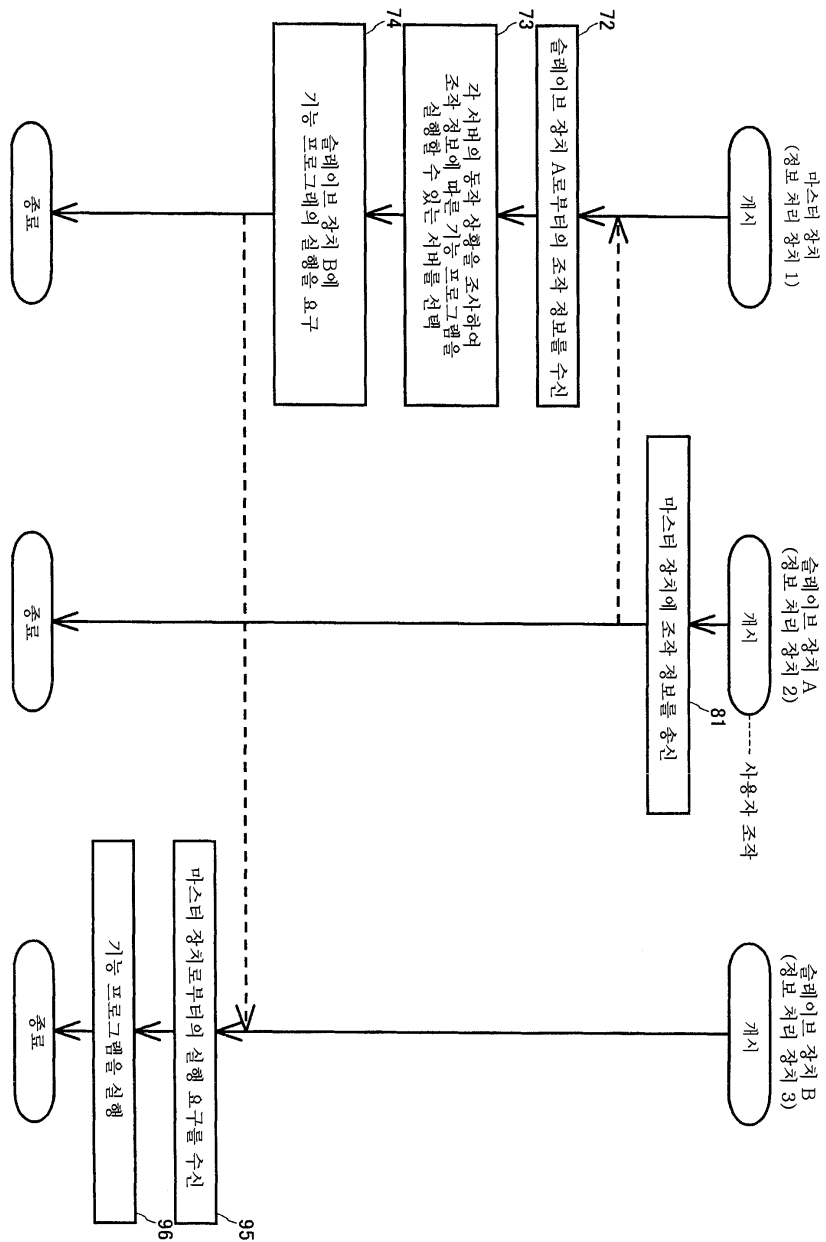 마스터 장치
(정보 처리 장치 1)
개시
72
슬레이브 장치 A로부터의 조작 정보를 수신
73
각 서버의 동작 상황을 조사하여
조작 정보에 따른 기능 프로그램을
실행할 수 있는 서버를 선택
74
슬레이브 장치 B에
기능 프로그래의 실행을 요구
종료
슬레이브 장치 A
(정보 처리 장치 2)
개시
사용자 조작
81
마스터 장치에 조작 정보를 송신
종료
슬레이브 장치 B
(정보 처리 장치 3)
개시
95
마스터 장치로부터의 실행 요구를 수신
96
기능 프로그램을 실행
종료